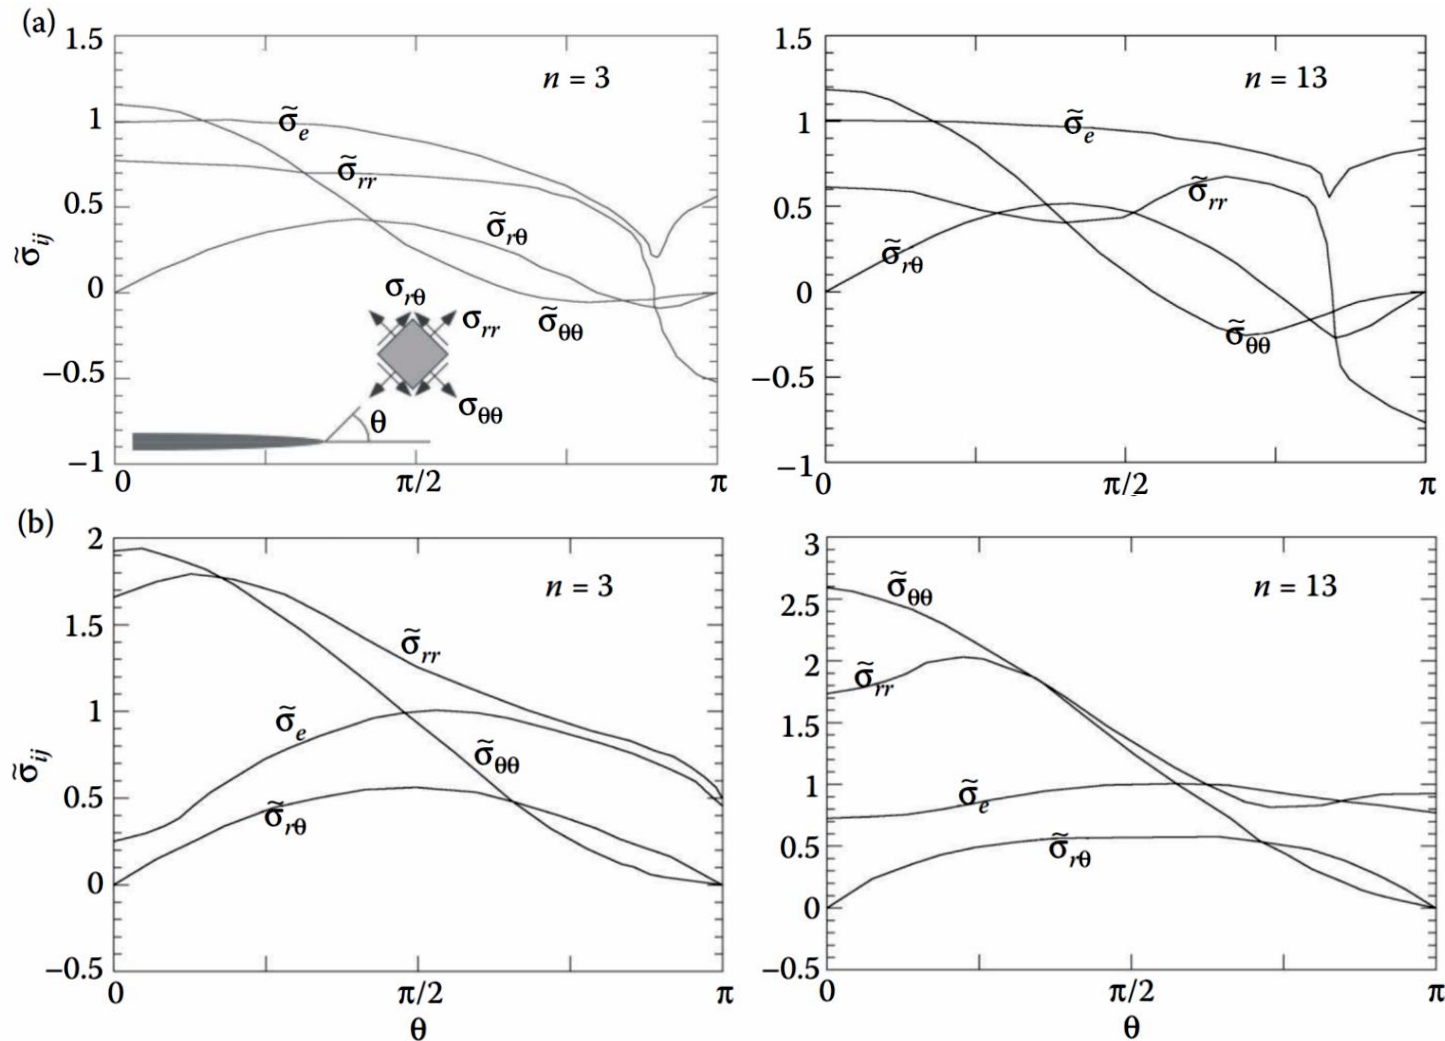 (a)
1.5
1
0.5
0
−0.5
−1
σ̃ij
n = 3
σ̃e
σ̃rr
σ̃rθ
σ̃θθ
σrθ
σrr
σθθ
θ
0
π/2
π
1.5
1
0.5
0
−0.5
−1
n = 13
σ̃e
σ̃rr
σ̃rθ
σ̃θθ
0
π/2
π
(b)
2
1.5
1
0.5
0
−0.5
σ̃ij
n = 3
σ̃rr
σ̃e
σ̃θθ
σ̃rθ
0
π/2
π
θ
3
2.5
2
1.5
1
0.5
0
−0.5
n = 13
σ̃θθ
σ̃rr
σ̃e
σ̃rθ
0
π/2
π
θ